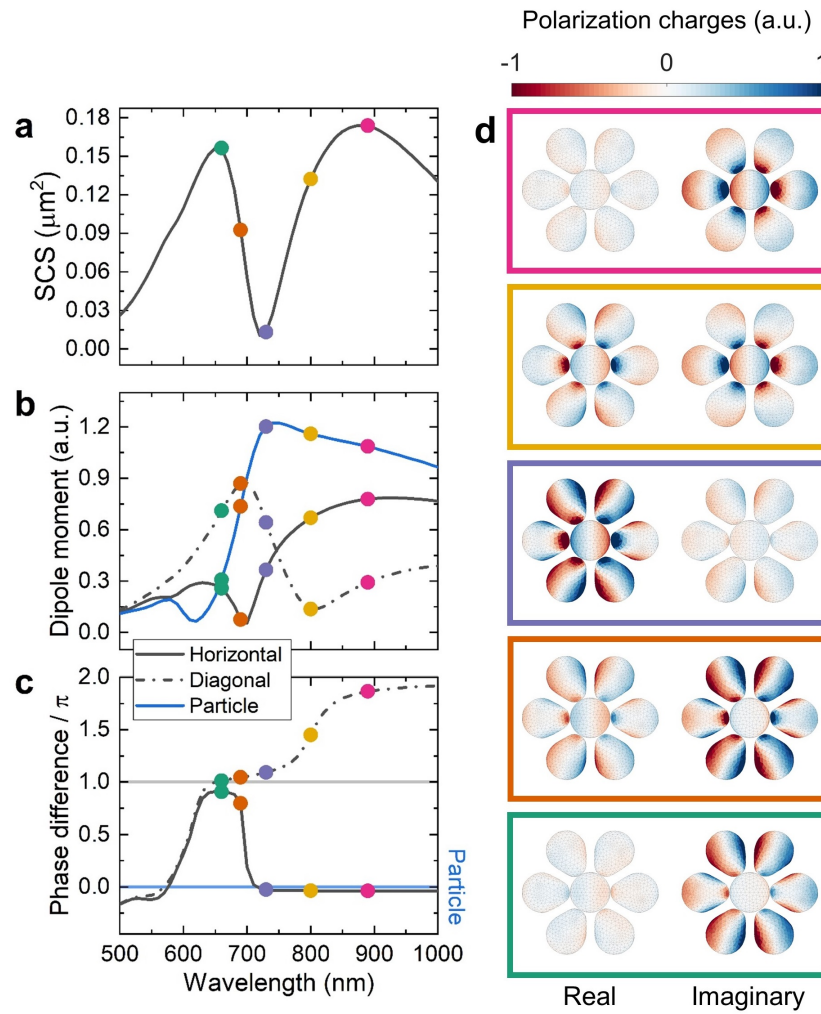 Polarization charges (a.u.)
-1 0 1
a
SCS (μm²)
0.18
0.15
0.12
0.09
0.06
0.03
0.00
b
Dipole moment (a.u.)
1.2
0.9
0.6
0.3
0.0
Horizontal
Diagonal
Particle
c
Phase difference / π
2.0
1.5
1.0
0.5
0.0
Particle
500 600 700 800 900 1000
Wavelength (nm)
d
Real Imaginary